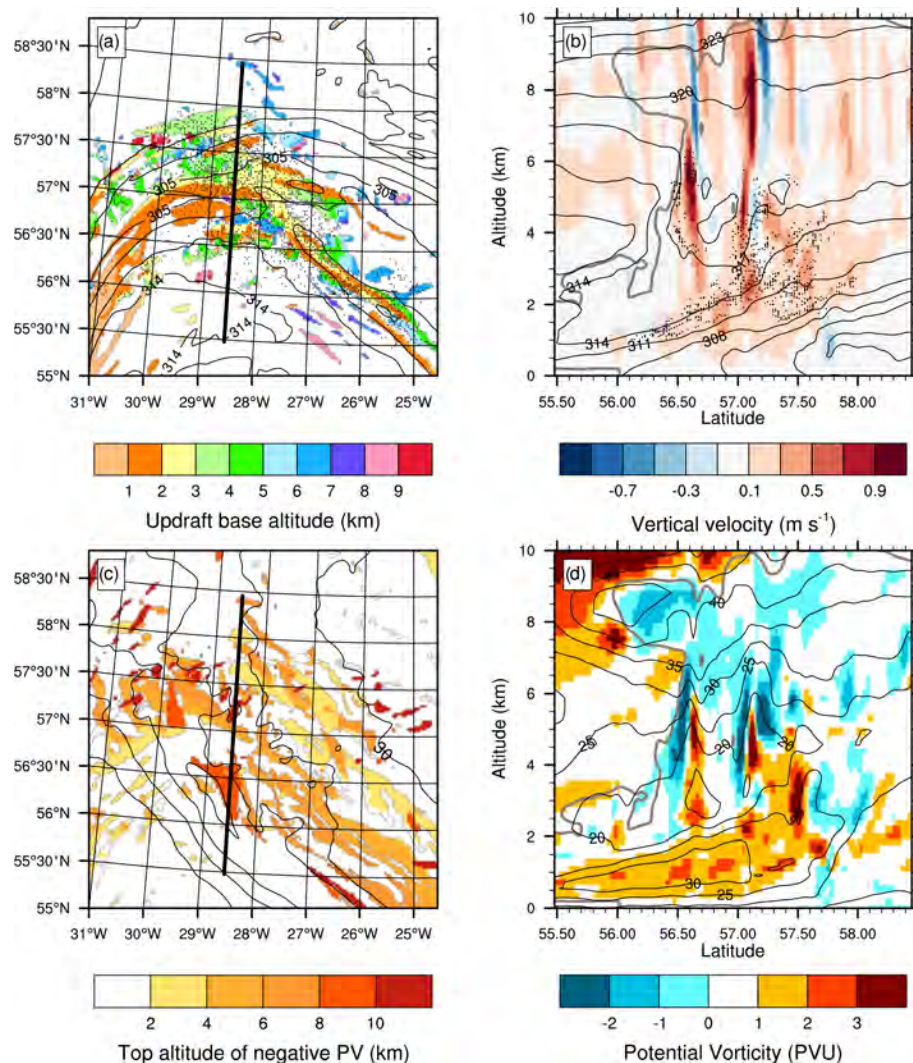 (a)
58°30'N
58°N
57°30'N
57°N
56°30'N
56°N
55°30'N
55°N
305
305
305
305
314
314
314
314
31°W 30°W 29°W 28°W 27°W 26°W 25°W
1 2 3 4 5 6 7 8 9
Updraft base altitude (km)
(b)
10
8
6
4
2
0
Altitude (km)
323
320
314
311
308
55.50 56.00 56.50 57.00 57.50 58.00
Latitude
-0.7 -0.3 0.1 0.5 0.9
Vertical velocity (m s⁻¹)
(c)
58°30'N
58°N
57°30'N
57°N
56°30'N
56°N
55°30'N
55°N
30
31°W 30°W 29°W 28°W 27°W 26°W 25°W
2 4 6 8 10
Top altitude of negative PV (km)
(d)
10
8
6
4
2
0
Altitude (km)
40
35
30
30
25
25
20
20
20
30
25
55.50 56.00 56.50 57.00 57.50 58.00
Latitude
-2 -1 0 1 2 3
Potential Vorticity (PVU)